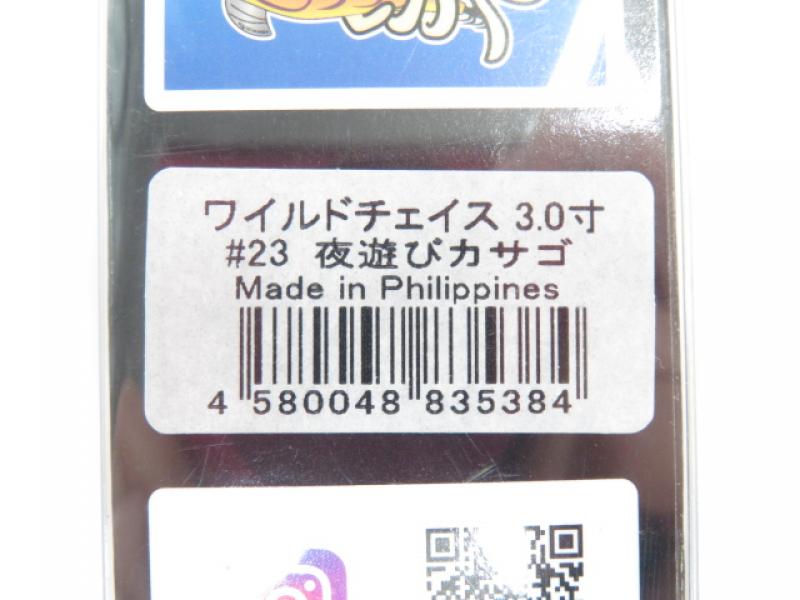 ワイルドチェイス 3.0寸
#23 夜遊びカサゴ
Made in Philippines
4 580048 835384